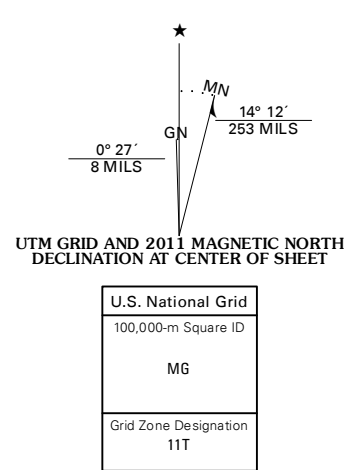 ★
MN
GN
14° 12´
253 MILS
0° 27´
8 MILS
UTM GRID AND 2011 MAGNETIC NORTH
DECLINATION AT CENTER OF SHEET
U.S. National Grid
100,000-m Square ID
MG
Grid Zone Designation
11T